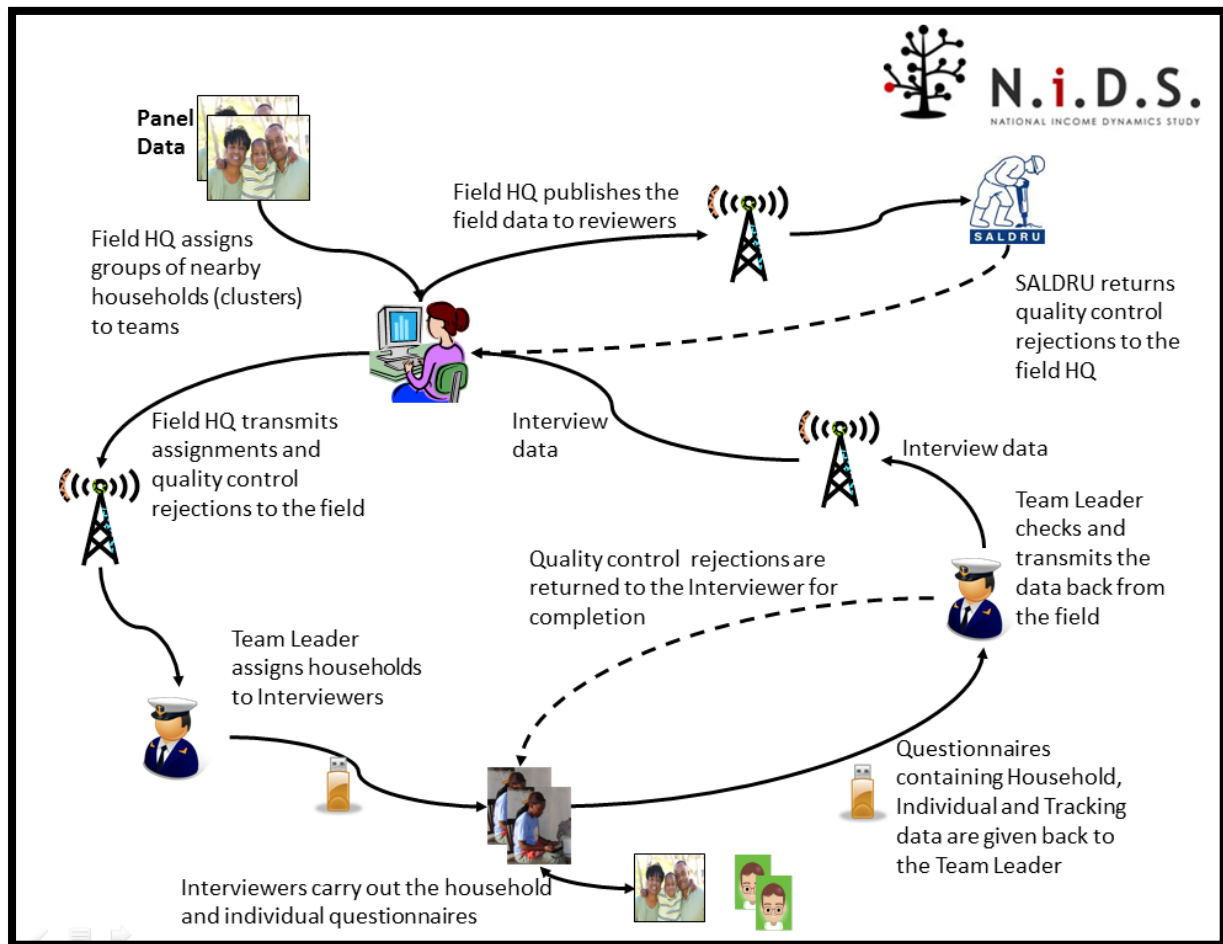 N.i.D.S.
NATIONAL INCOME DYNAMICS STUDY
Panel
Data
Field HQ publishes the
field data to reviewers
SALDRU
Field HQ assigns
groups of nearby
households (clusters)
to teams
SALDRU returns
quality control
rejections to the
field HQ
Field HQ transmits
assignments and
quality control
rejections to the field
Interview
data
Interview data
Team Leader
checks and
transmits the
data back from
the field
Quality control rejections are
returned to the Interviewer for
completion
Team Leader
assigns households
to Interviewers
Questionnaires
containing Household,
Individual and Tracking
data are given back to
the Team Leader
Interviewers carry out the household
and individual questionnaires